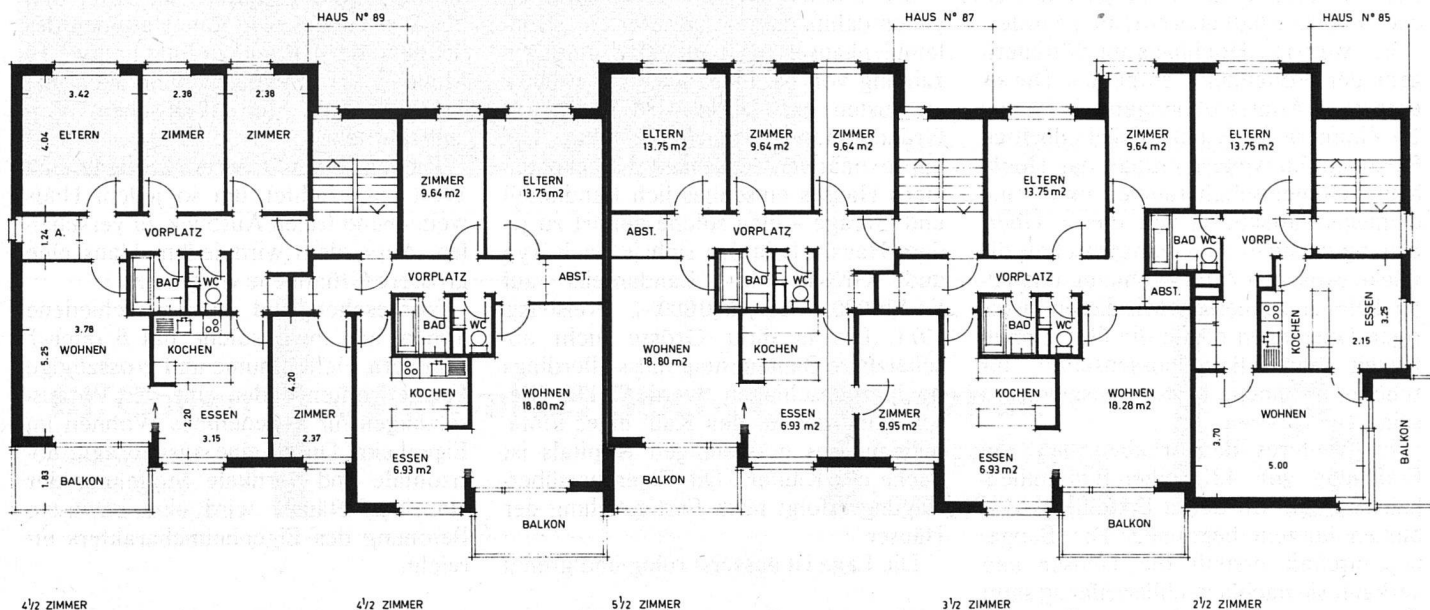 HAUS Nº 89
HAUS Nº 87
HAUS Nº 85
3.42
2.38
2.38
4.04
ELTERN
ZIMMER
ZIMMER
ZIMMER
9.64 m2
ELTERN
13.75 m2
ELTERN
13.75 m2
ZIMMER
9.64 m2
ZIMMER
9.64 m2
ELTERN
13.75 m2
ZIMMER
9.64 m2
ELTERN
13.75 m2
1.24
A.
VORPLATZ
BAD
WC
VORPLATZ
ABST.
BAD
WC
ABST.
VORPLATZ
BAD
WC
VORPLATZ
BAD
WC
BAD
WC
VORPL.
ABST.
3.78
6.25
WOHNEN
KOCHEN
2.20
2.20
ESSEN
3.15
ZIMMER
2.37
KOCHEN
WOHNEN
18.80 m2
ESSEN
6.93 m2
WOHNEN
18.80 m2
KOCHEN
ESSEN
6.93 m2
ZIMMER
9.95 m2
KOCHEN
WOHNEN
18.28 m2
ESSEN
6.93 m2
KOCHEN
2.15
ESSEN
3.25
WOHNEN
3.70
5.00
BALKON
1.83
BALKON
BALKON
BALKON
BALKON
BALKON
4½ ZIMMER
4½ ZIMMER
5½ ZIMMER
3½ ZIMMER
2½ ZIMMER